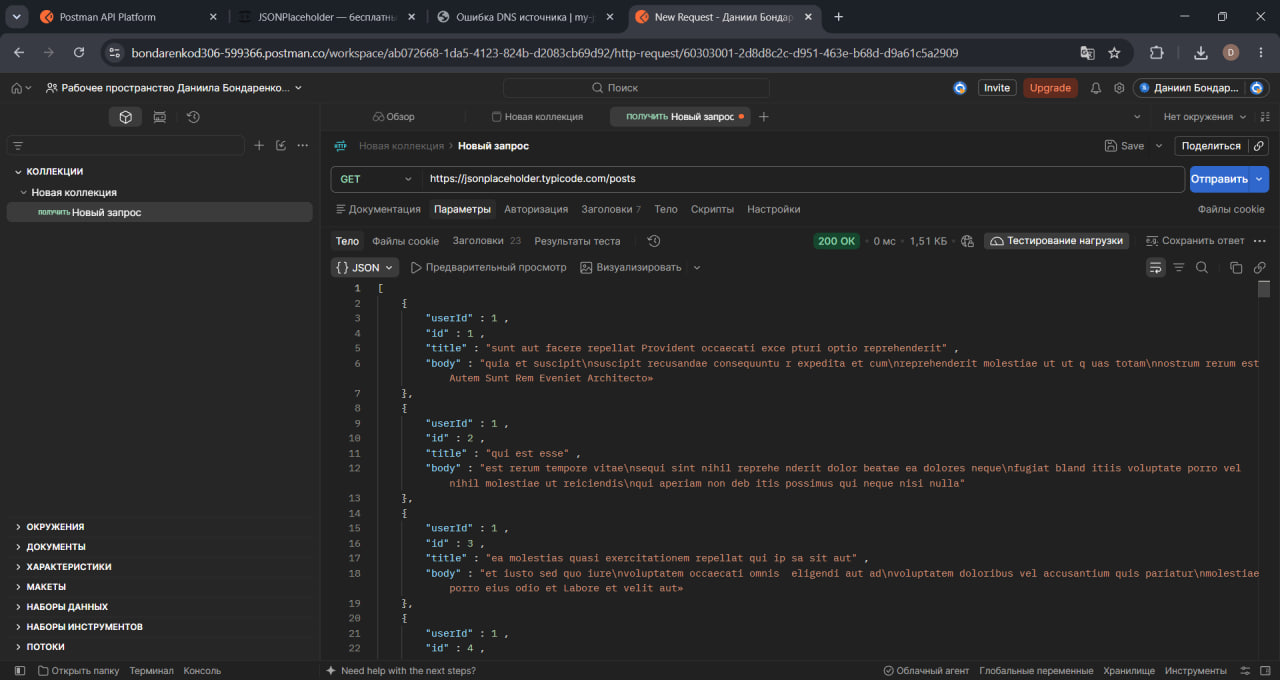 Postman API Platform
JSONPlaceholder — бесплатны
Ошибка DNS источника | my-j
New Request - Даниил Бондар
bondarenkod306-599366.postman.co/workspace/ab072668-1da5-4123-824b-d2083cb69d92/http-request/60303001-2d8d8c2c-d951-463e-b68d-d9a61c5a2909
D
Рабочее пространство Даниила Бондаренко...
Поиск
Invite
Upgrade
S
Даниил Бондар...
Обзор
Новая коллекция
ПОЛУЧИТЬ Новый запрос
Нет окружения
HTTP
Новая коллекция > Новый запрос
Save
Поделиться
КОЛЛЕКЦИИ
Новая коллекция
ПОЛУЧИТЬ Новый запрос
GET
https://jsonplaceholder.typicode.com/posts
Отправить
Документация Параметры Авторизация Заголовки 7 Тело Скрипты Настройки
Файлы cookie
Тело Файлы cookie Заголовки 23 Результаты теста
200 OK • 0 мс • 1,51 КБ •
Тестирование нагрузки
e.g. Сохранить ответ
{} JSON
Предварительный просмотр
Визуализировать
1 [
2 {
3 "userId" : 1 ,
4 "id" : 1 ,
5 "title" : "sunt aut facere repellat Provident occaecati exce pturi optio reprehenderit" ,
6 "body" : "quia et suscipit\nsuscipit recusandae consequuntu r expedita et cum\nreprehenderit molestiae ut ut q uas totam\nnostrum rerum est
Autem Sunt Rem Eveniet Architecto»
7 },
8 {
9 "userId" : 1 ,
10 "id" : 2 ,
11 "title" : "qui est esse" ,
12 "body" : "est rerum tempore vitae\nsequi sint nihil reprehe nderit dolor beatae ea dolores neque\nfugiat bland itiis voluptate porro vel
nihil molestiae ut reiciendis\nqui aperiam non deb itis possimus qui neque nisi nulla"
13 },
14 {
15 "userId" : 1 ,
16 "id" : 3 ,
17 "title" : "ea molestias quasi exercitationem repellat qui ip sa sit aut" ,
18 "body" : "et iusto sed quo iure\nvoluptatem occaecati omnis eligendi aut ad\nvoluptatem doloribus vel accusantium quis pariatur\nmolestiae
porro eius odio et Labore et velit aut»
19 },
20 {
21 "userId" : 1 ,
22 "id" : 4 ,
ОКРУЖЕНИЯ
ДОКУМЕНТЫ
ХАРАКТЕРИСТИКИ
МАКЕТЫ
НАБОРЫ ДАННЫХ
НАБОРЫ ИНСТРУМЕНТОВ
ПОТОКИ
Открыть папку Терминал Консоль
Need help with the next steps?
Облачный агент Глобальные переменные Хранилище Инструменты